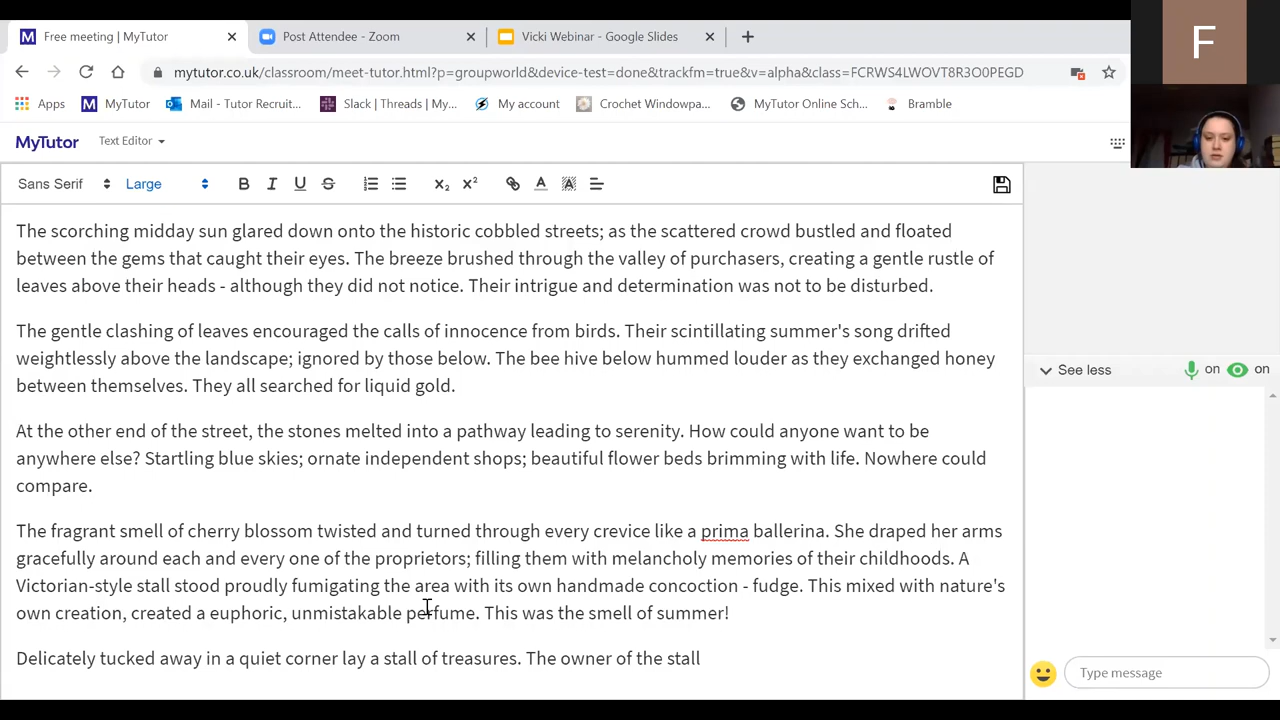 Free meeting | MyTutor
Post Attendee - Zoom
Vicki Webinar - Google Slides
F
mytutor.co.uk/classroom/meet-tutor.html?p=groupworld&device-test=done&trackfm=true&v=alpha&class=FCRWS4LWOVT8R3O0PEGD
Apps
MyTutor
Mail - Tutor Recruit...
Slack | Threads | My...
My account
Crochet Windowpa...
MyTutor Online Sch...
Bramble
MyTutor
Text Editor
See less
on
on
Sans Serif
Large
B I U S
X₂ X²
A
A
The scorching midday sun glared down onto the historic cobbled streets; as the scattered crowd bustled and floated
between the gems that caught their eyes. The breeze brushed through the valley of purchasers, creating a gentle rustle of
leaves above their heads - although they did not notice. Their intrigue and determination was not to be disturbed.
The gentle clashing of leaves encouraged the calls of innocence from birds. Their scintillating summer's song drifted
weightlessly above the landscape; ignored by those below. The bee hive below hummed louder as they exchanged honey
between themselves. They all searched for liquid gold.
At the other end of the street, the stones melted into a pathway leading to serenity. How could anyone want to be
anywhere else? Startling blue skies; ornate independent shops; beautiful flower beds brimming with life. Nowhere could
compare.
The fragrant smell of cherry blossom twisted and turned through every crevice like a prima ballerina. She draped her arms
gracefully around each and every one of the proprietors; filling them with melancholy memories of their childhoods. A
Victorian-style stall stood proudly fumigating the area with its own handmade concoction - fudge. This mixed with nature's
own creation, created a euphoric, unmistakable perfume. This was the smell of summer!
Delicately tucked away in a quiet corner lay a stall of treasures. The owner of the stall
Type message